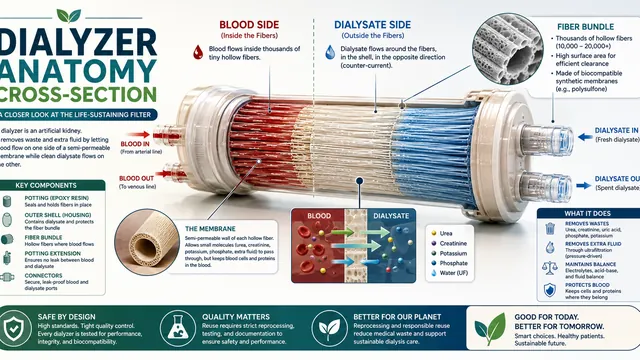 DIALYZER
ANATOMY
CROSS-SECTION
A CLOSER LOOK AT THE LIFE-SUSTAINING FILTER
dialyzer is an artificial kidney.
removes waste and extra fluid by letting
ood flow on one side of a semi-permeable
membrane while clean dialysate flows on
he other.
KEY COMPONENTS
POTTING (EPOXY RESIN)
Seals and holds fibers in place
OUTER SHELL (HOUSING)
Contains dialysate and protects
the fiber bundle
FIBER BUNDLE
Hollow fibers where blood flows
POTTING EXTENSION
Ensures no leak between blood
and dialysate
CONNECTORS
Secure, leak-proof blood and
dialysate ports
BLOOD SIDE
(Inside the Fibers)
Blood flows inside thousands of
tiny hollow fibers.
DIALYSATE SIDE
(Outside the Fibers)
Dialysate flows around the fibers,
in the shell, in the opposite direction
(counter-current).
FIBER BUNDLE
• Thousands of hollow fibers
(10,000 – 20,000+)
• High surface area for
efficient clearance
• Made of biocompatible
synthetic membranes
(e.g., polysulfone)
BLOOD IN
(From arterial line)
BLOOD OUT
(To venous line)
DIALYSATE IN
(Fresh dialysate)
DIALYSATE OU
(Spent dialysate)
THE MEMBRANE
Semi-permeable wall of each hollow fiber.
Allows small molecules (urea, creatinine,
potassium, phosphate, extra fluid) to pass
through, but keeps blood cells and proteins
in the blood.
BLOOD
DIALYSATE
Urea
Creatinine
Potassium
Phosphate
Water (UF)
WHAT IT DOES
REMOVES WASTES
Urea, creatinine, uric acid,
phosphate, potassium
REMOVES EXTRA FLUID
Through ultrafiltration
(pressure-driven)
MAINTAINS BALANCE
Electrolytes, acid-base,
and fluid balance
PROTECTS BLOOD
Keeps cells and proteins
where they belong
SAFE BY DESIGN
High standards. Tight quality control.
Every dialyzer is tested for performance,
integrity, and biocompatibility.
QUALITY MATTERS
Reuse requires strict reprocessing,
testing, and documentation to
ensure safety and performance.
BETTER FOR OUR PLANET
Reprocessing and responsible reuse
reduce medical waste and support
sustainable dialysis care.
GOOD FOR TODAY.
BETTER FOR TOMORROW.
Smart choices. Healthy patients.
Sustainable future.